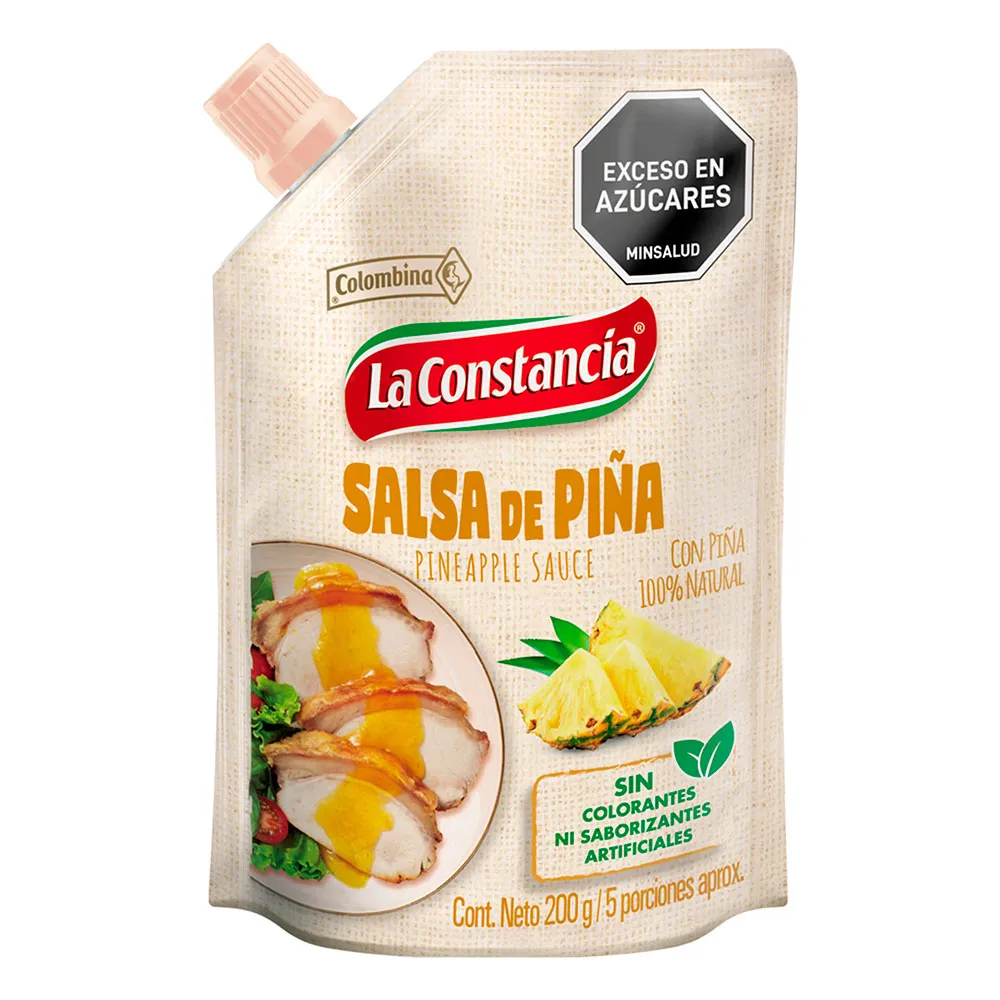 EXCESO EN
AZÚCARES
MINSALUD
Colombina®
La Constancia®
SALSA DE PIÑA
PINEAPPLE SAUCE
CON PIÑA
100% NATURAL
SIN
COLORANTES
NI SABORIZANTES
ARTIFICIALES
Cont. Neto 200 g / 5 porciones aprox.